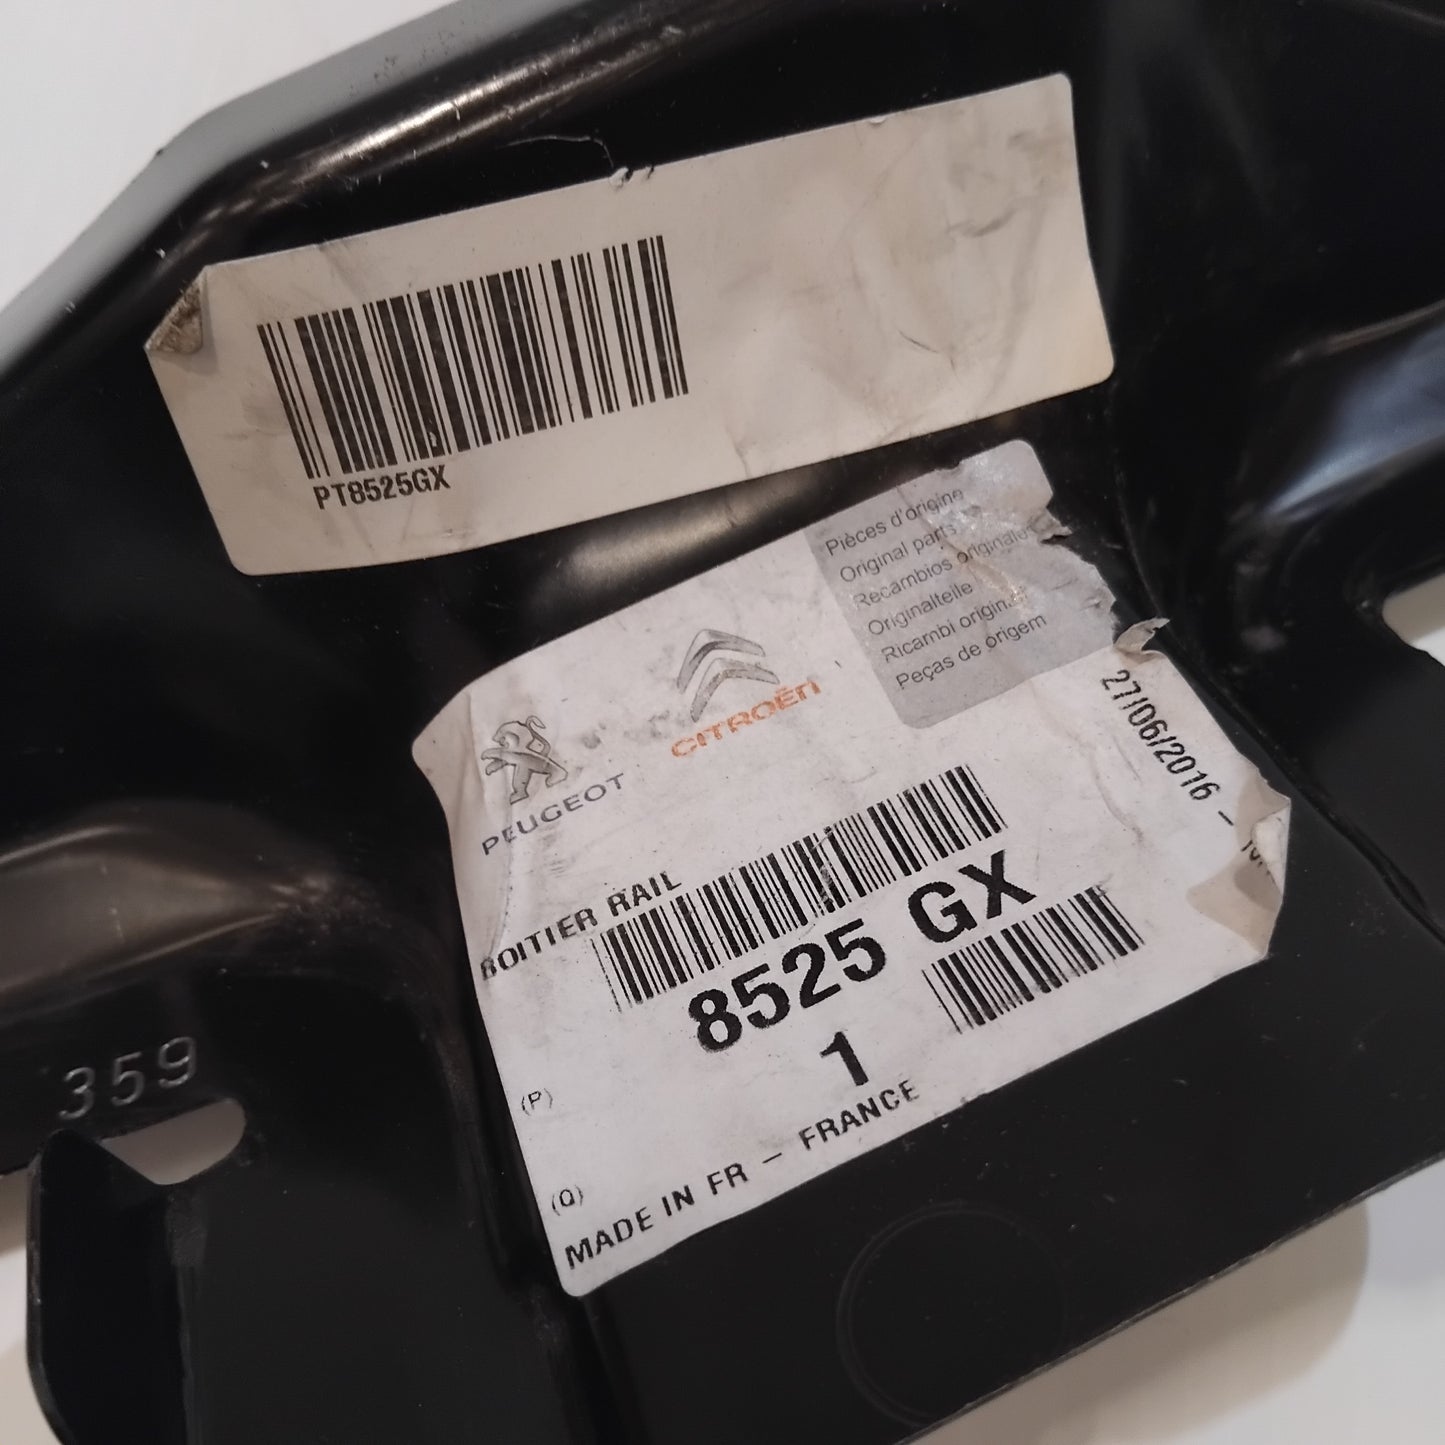 PT8525GX
Pièces d'origine
Original parts
Recambios originales
Originalteile
Ricambi originali
Peças de origem
PEUGEOT
CITROËN
27/06/2016 -
BOITIER RAIL
8525 GX
(P)
1
(Q)
MADE IN FR - FRANCE
359